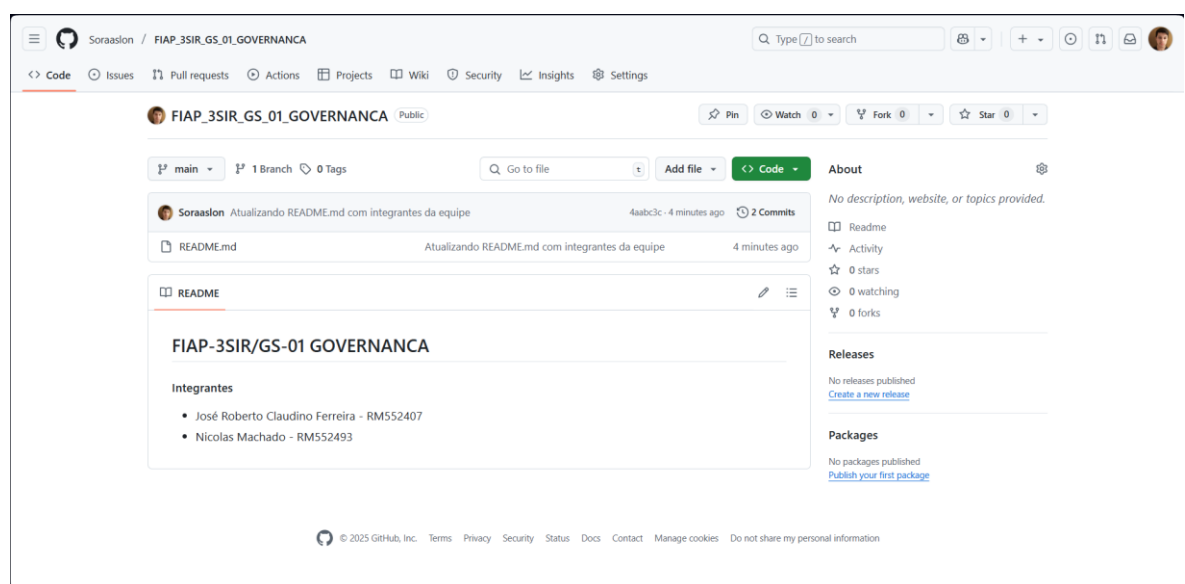 Soraaslon / FIAP_3SIR_GS_01_GOVERNANCA Type / to search
Code Issues Pull requests Actions Projects Wiki Security Insights Settings
FIAP_3SIR_GS_01_GOVERNANCA Public Pin Watch 0 Fork 0 Star 0
main 1 Branch 0 Tags Go to file t Add file Code
Soraaslon Atualizando README.md com integrantes da equipe 4aabc3c · 4 minutes ago 2 Commits
README.md Atualizando README.md com integrantes da equipe 4 minutes ago
README
FIAP-3SIR/GS-01 GOVERNANCA
Integrantes
José Roberto Claudino Ferreira - RM552407
Nicolas Machado - RM552493
About
No description, website, or topics provided.
Readme
Activity
0 stars
0 watching
0 forks
Releases
No releases published
Create a new release
Packages
No packages published
Publish your first package
© 2025 GitHub, Inc. Terms Privacy Security Status Docs Contact Manage cookies Do not share my personal information